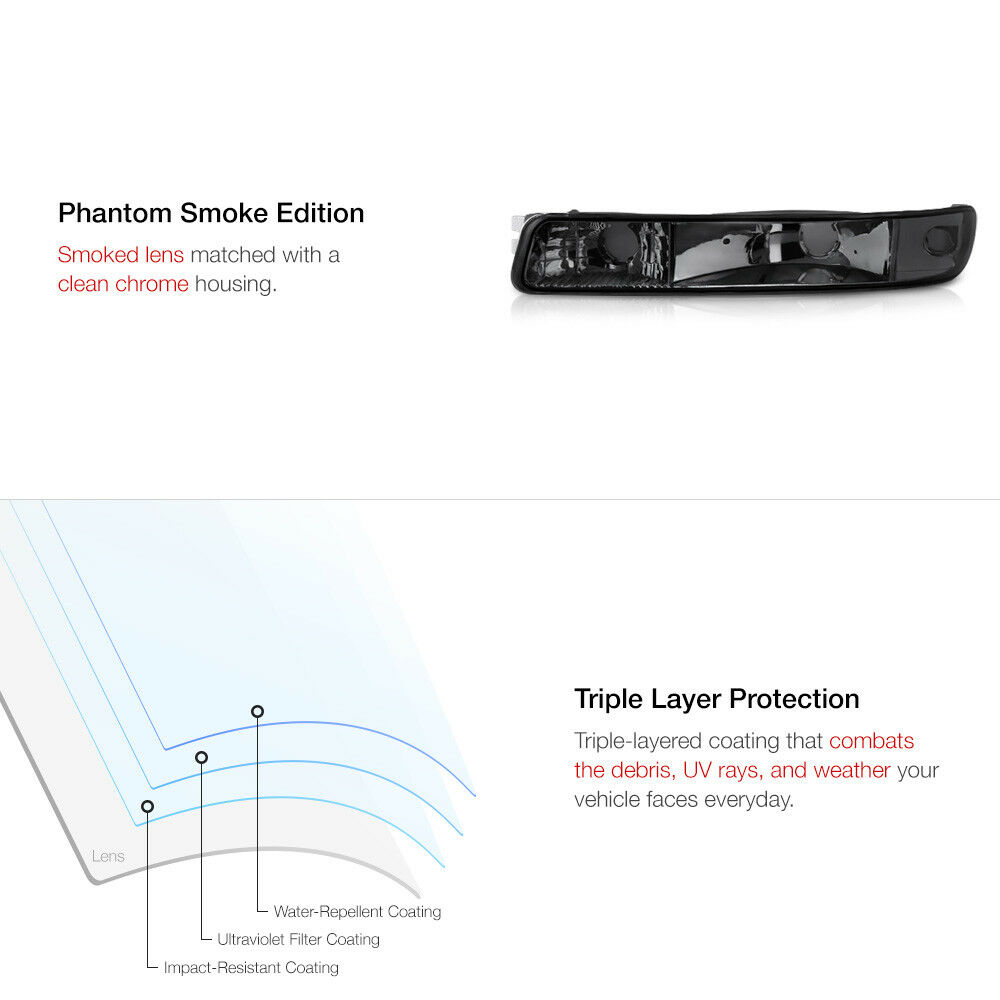 Phantom Smoke Edition
Smoked lens matched with a
clean chrome housing.
Triple Layer Protection
Triple-layered coating that combats
the debris, UV rays, and weather your
vehicle faces everyday.
Lens
Water-Repellent Coating
Ultraviolet Filter Coating
Impact-Resistant Coating